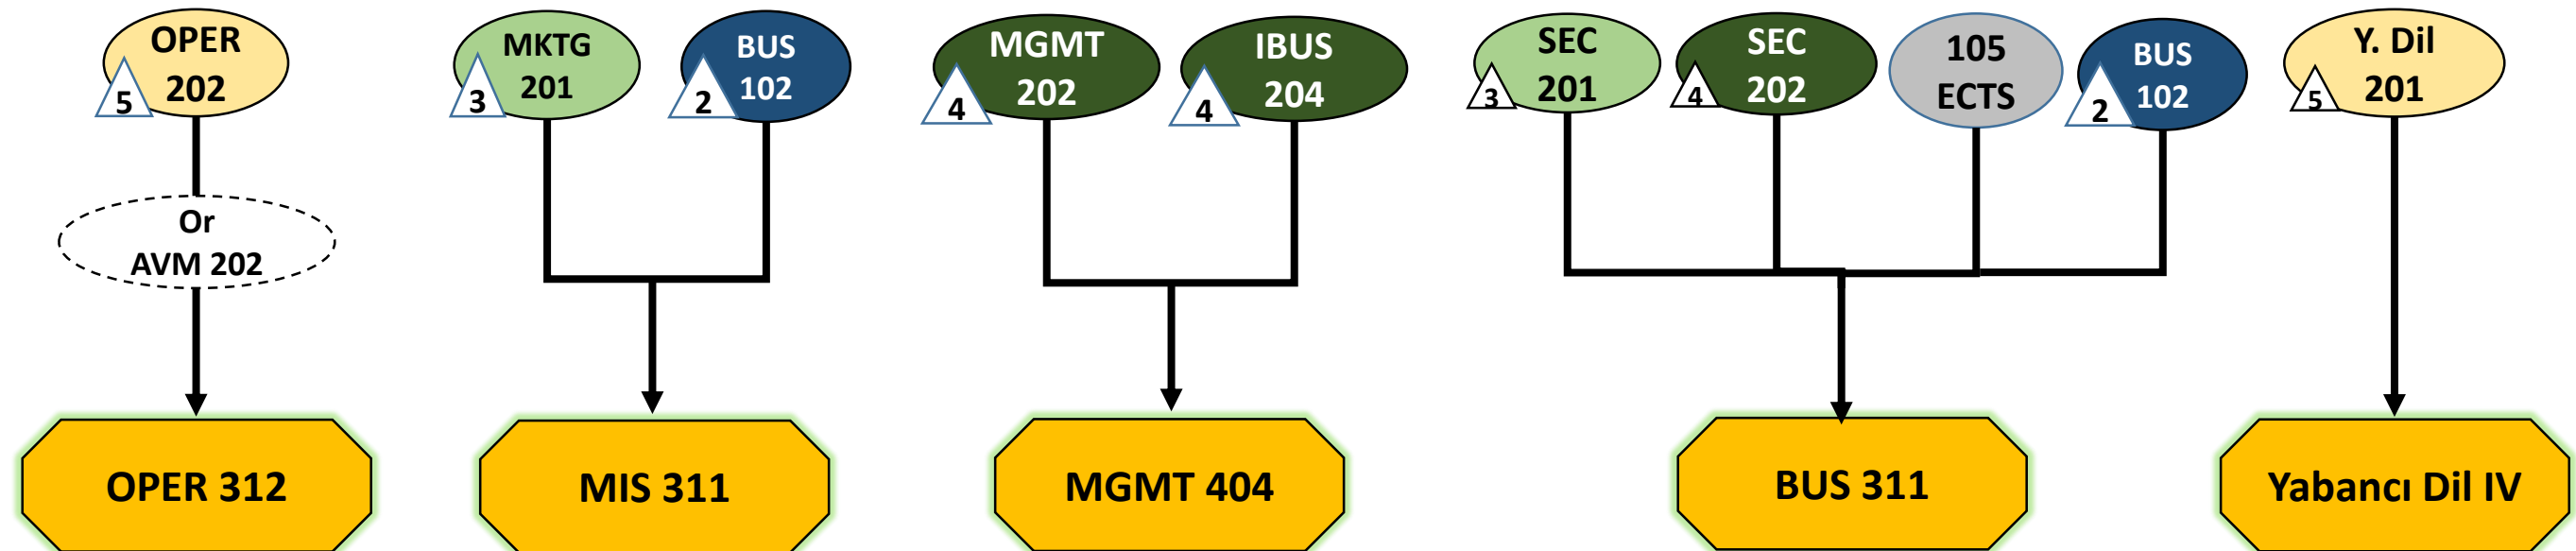 OPER
202
5
Or
AVM 202
OPER 312
MKTG
201
3
BUS
102
2
MIS 311
MGMT
202
4
IBUS
204
4
MGMT 404
SEC
201
3
SEC
202
4
105
ECTS
BUS
102
2
BUS 311
Y. Dil
201
5
Yabancı Dil IV